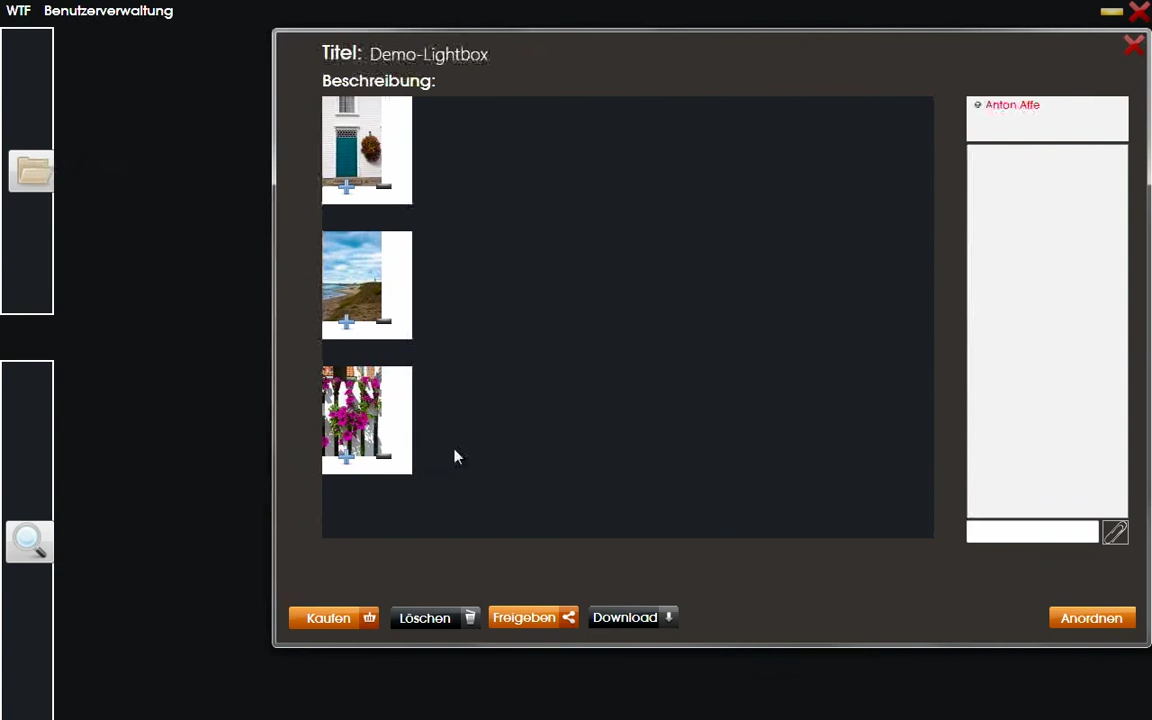 WTF Benutzerverwaltung
Titel: Demo-Lightbox
Beschreibung:
Anton Affe
Kaufen Löschen Freigeben Download Anordnen